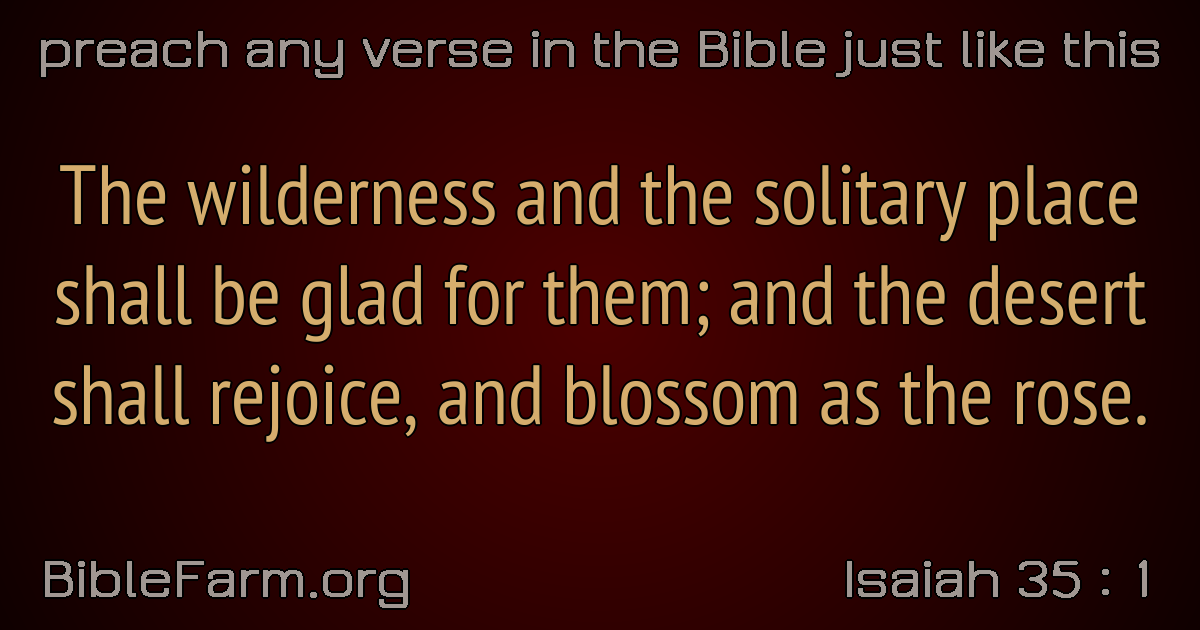 preach any verse in the Bible just like this
The wilderness and the solitary place
shall be glad for them; and the desert
shall rejoice, and blossom as the rose.
BibleFarm.org
Isaiah 35 : 1